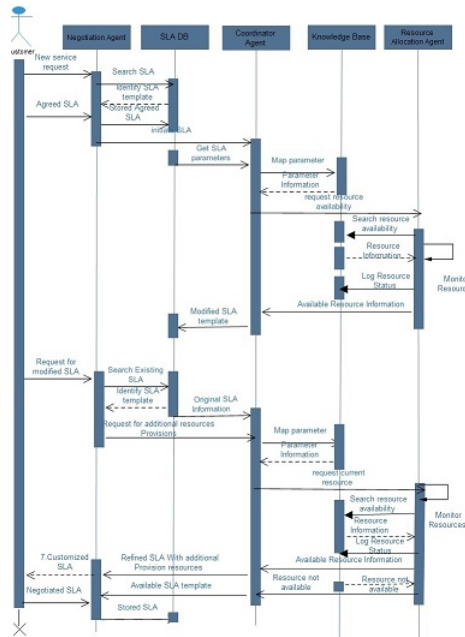 Negotiation Agent
SLA DB
Coordinator
Agent
Knowledge Base
Resource
Allocation Agent
ustomer
New service
request
Search SLA
Identify SLA
template
Agreed SLA
Stored Agreed
SLA
initiate SLA
Get SLA
parameters
Map parameter
Parameter
Information
request resource
availability
Search resource
availability
Resource
Information
Log Resource
Status
Monitor
Resourc
Available Resource Information
Modified SLA
template
Request for
modified SLA
Search Existing
SLA
Identify SLA
template
Original SLA
Information
Request for additional resources
Provisions
Map parameter
Parameter
Information
request current
resource
Search resource
availability
Resource
Information
Monitor
Resources
Log Resource
Status
Available Resource Information
7.Customized
SLA
Refined SLA With additional
Provision resources
Resource not
available
Resource not
available
Available SLA template
Negotiated SLA
Stored SLA